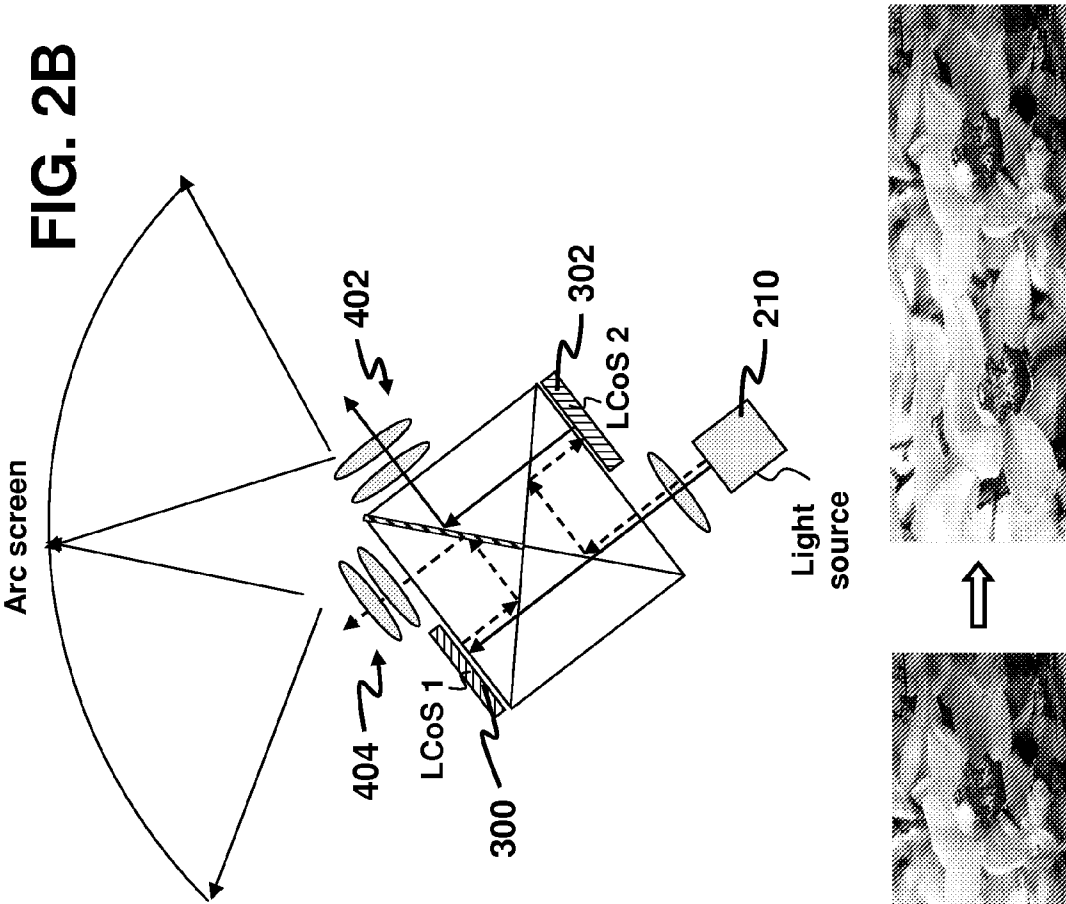 FIG. 2B
Arc screen
402
302
LCoS 2
210
404
LCoS 1
300
Light
source